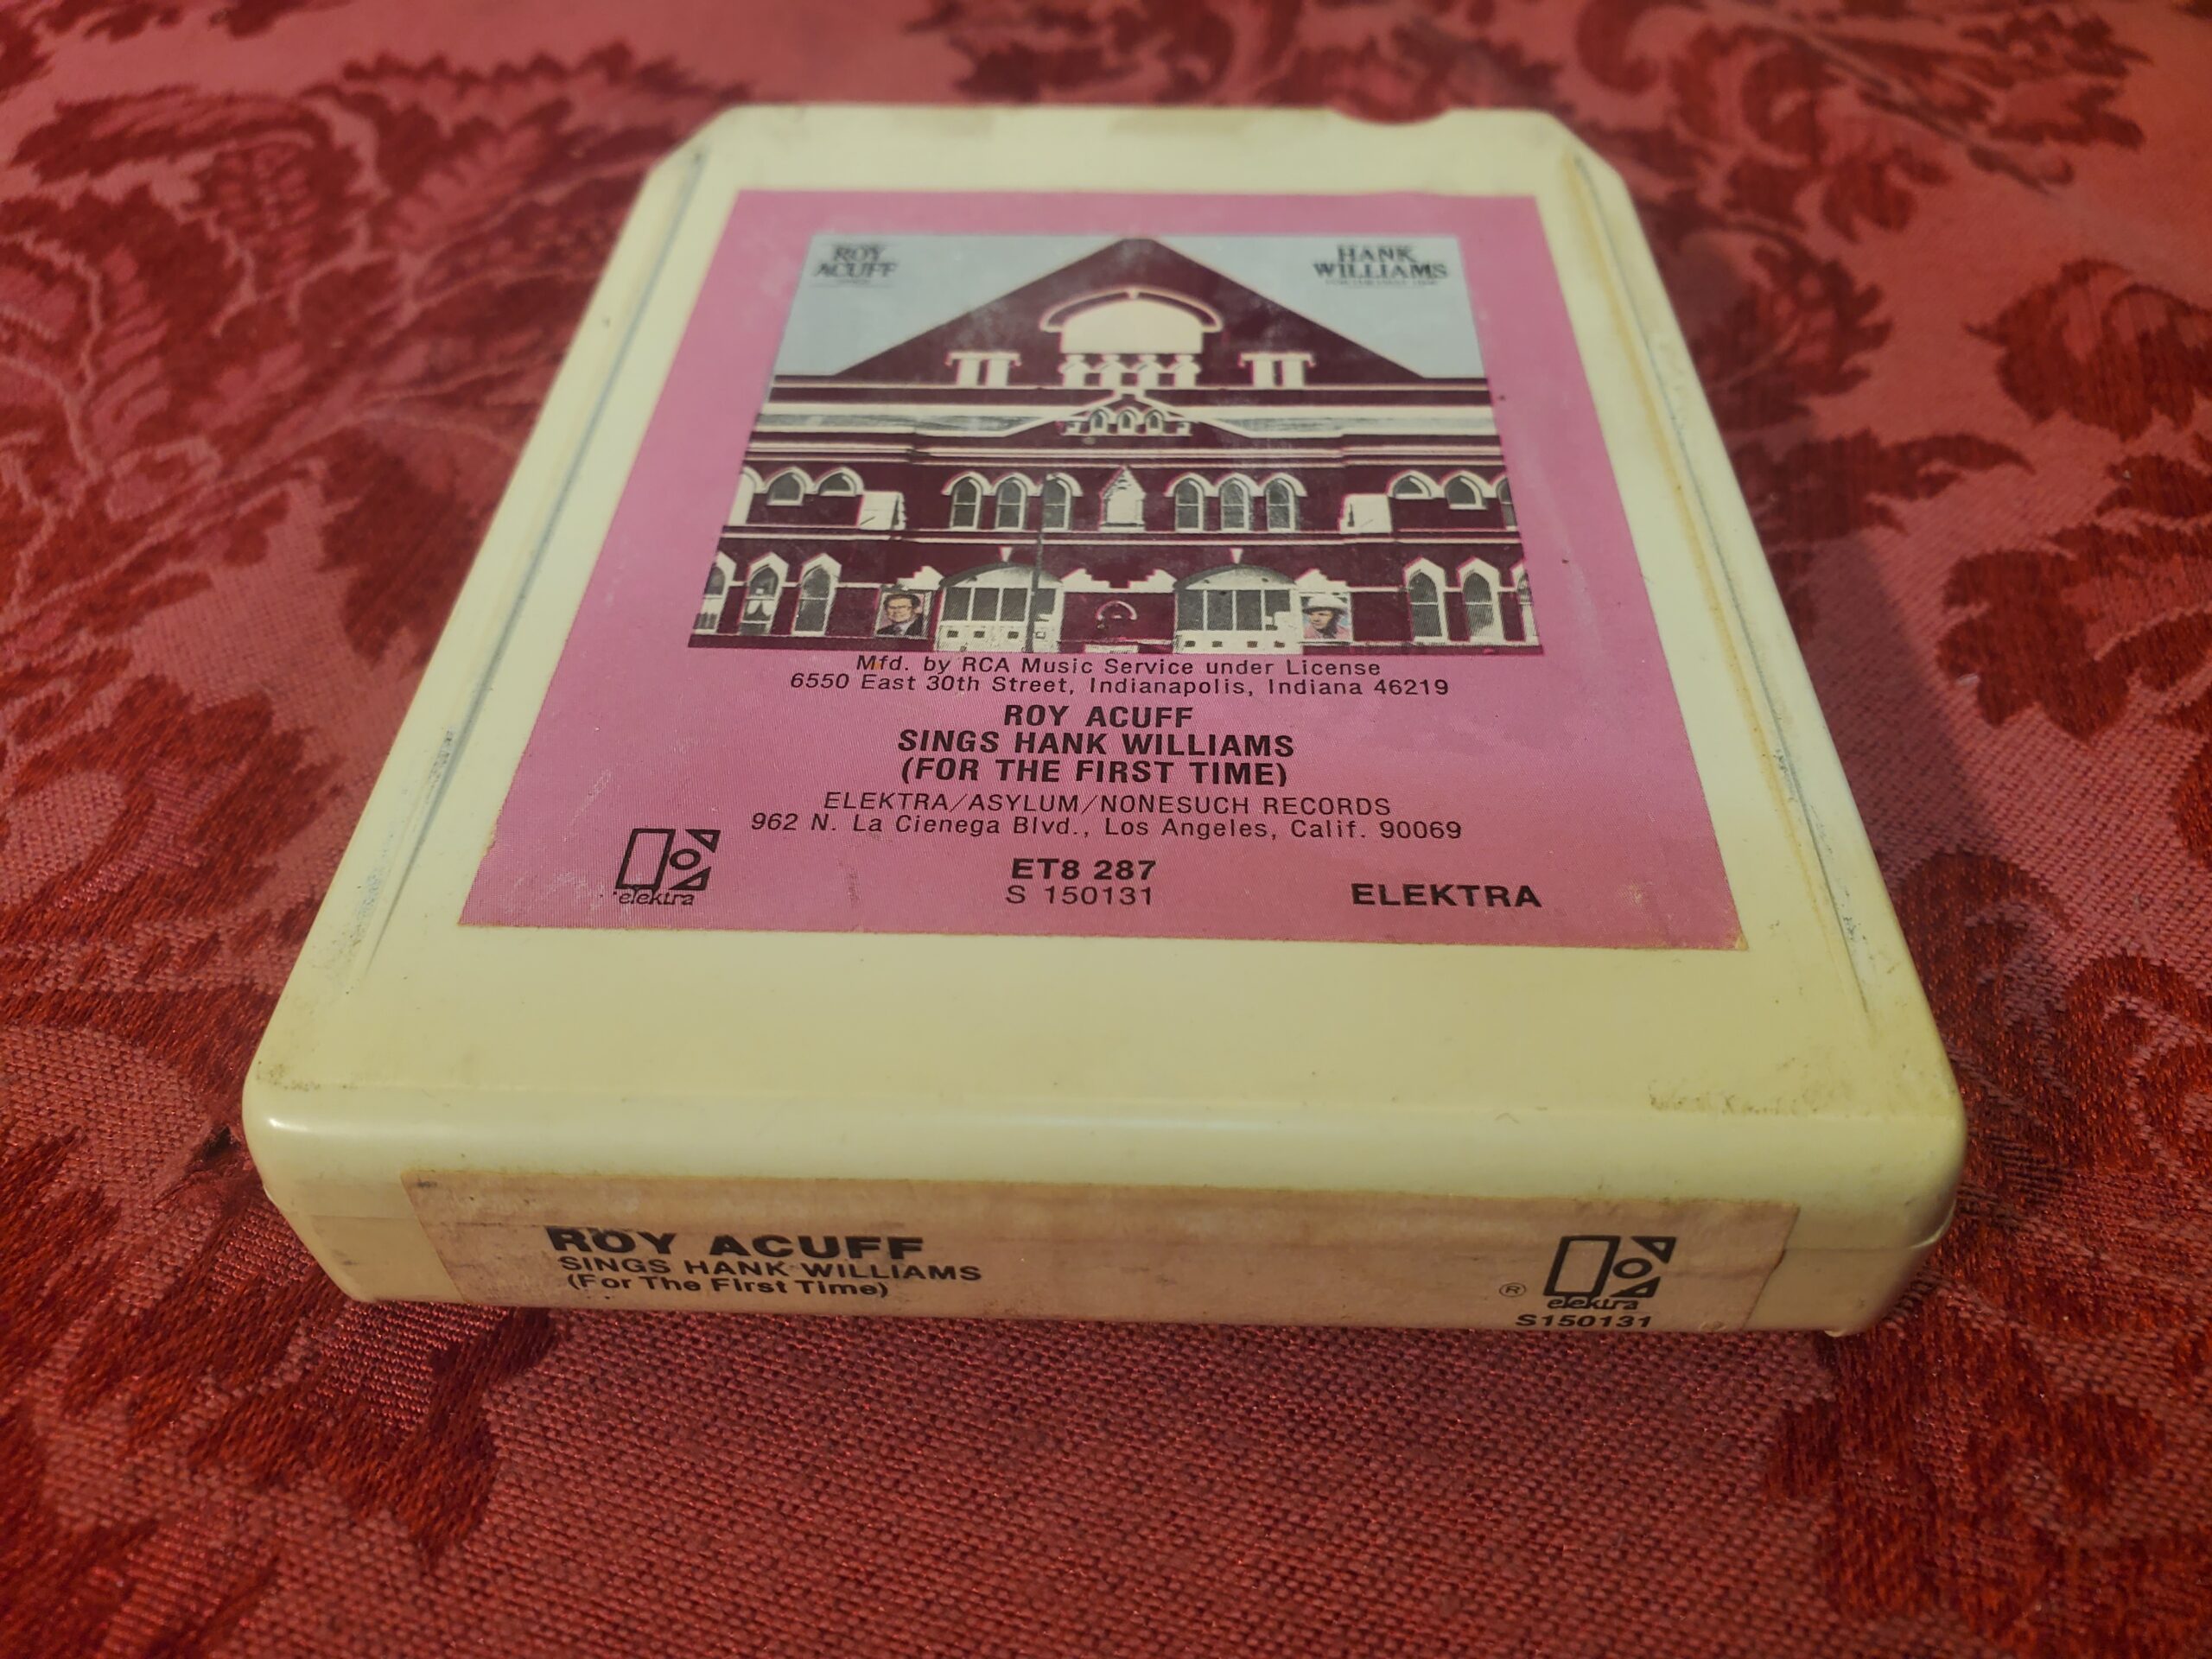 ROY
ACUFF
HANK
WILLIAMS
Mfd. by RCA Music Service under License
6550 East 30th Street, Indianapolis, Indiana 46219
ROY ACUFF
SINGS HANK WILLIAMS
(FOR THE FIRST TIME)
ELEKTRA/ASYLUM/NONESUCH RECORDS
962 N. La Cienega Blvd., Los Angeles, Calif. 90069
elektra
ET8 287
S 150131
ELEKTRA
ROY ACUFF
SINGS HANK WILLIAMS
(For The First Time)
® elektra
S150131